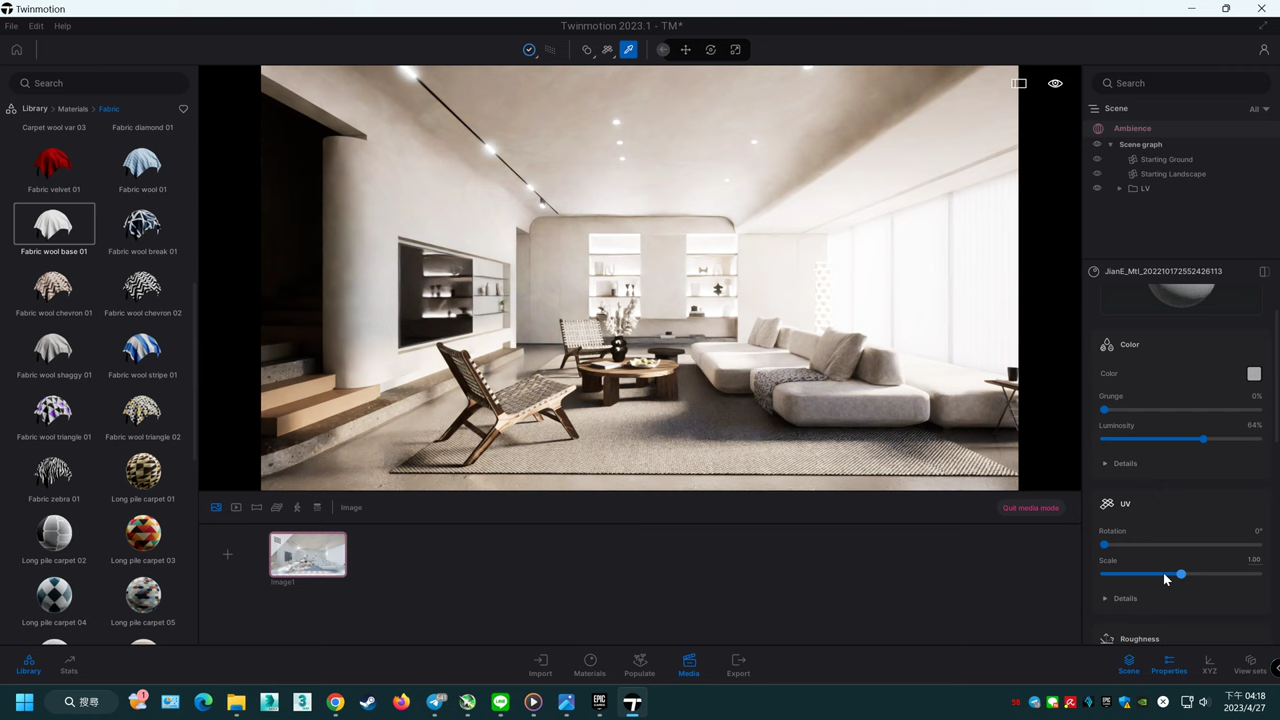 Twinmotion
File Edit Help
Twinmotion 2023.1 - TM*
Search
Library > Materials > Fabric
Carpet wool var 03 Fabric diamond 01
Fabric velvet 01 Fabric wool 01
Fabric wool base 01 Fabric wool break 01
Fabric wool chevron 01 Fabric wool chevron 02
Fabric wool shaggy 01 Fabric wool stripe 01
Fabric wool triangle 01 Fabric wool triangle 02
Fabric zebra 01 Long pile carpet 01
Long pile carpet 02 Long pile carpet 03
Long pile carpet 04 Long pile carpet 05
Image
Quit media mode
Image1
Search
Scene All
Ambience
Scene graph
Starting Ground
Starting Landscape
LV
JianE_Mtl_202210172552426113
Color
Color
Grunge 0%
Luminosity 64%
Details
UV
Rotation 0°
Scale 1.00
Details
Roughness
Library Stats
Import Materials Populate Media Export
Scene Properties XYZ View sets
搜尋
下午 04:18
2023/4/27